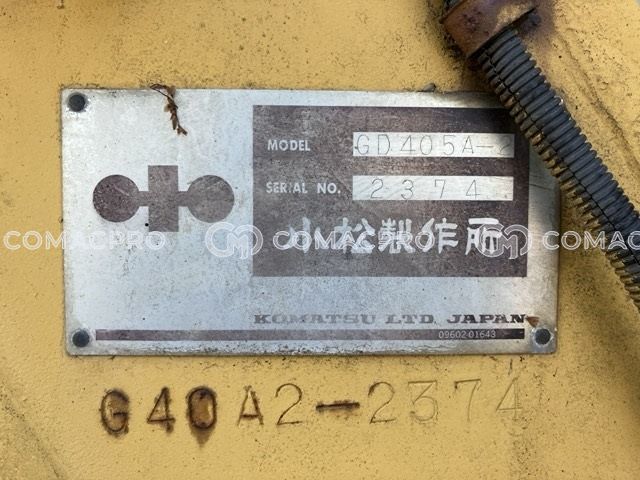 MODEL GD405A-2
SERIAL NO. 2374
小松製作所
COMACPRO COMACPRO COMACPRO
KOMATSU LTD. JAPAN
09602-01643
G40A2-2374